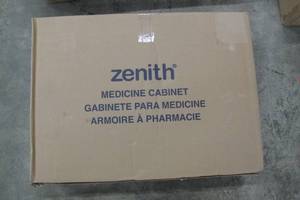 zenith®
MEDICINE CABINET
GABINETE PARA MEDICINE
ARMOIRE À PHARMACIE